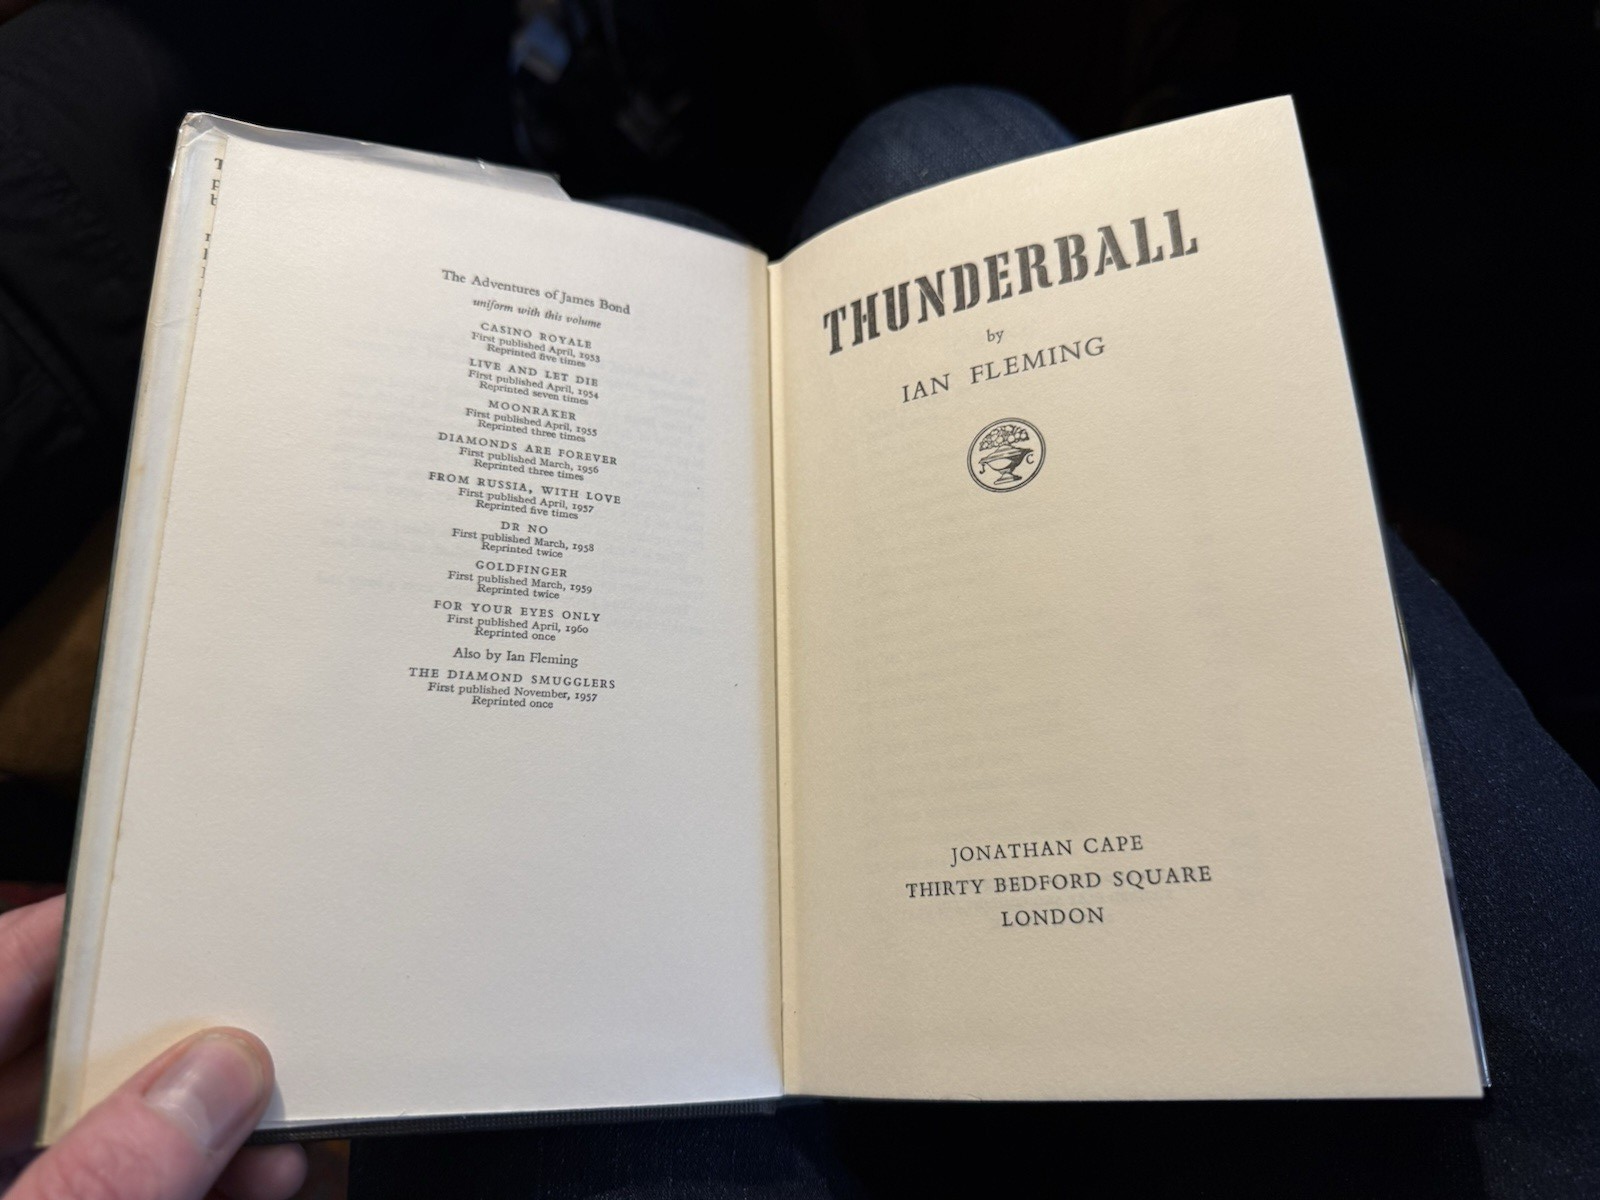 The Adventures of James Bond
uniform with this volume
CASINO ROYALE
First published April, 1953
Reprinted five times
LIVE AND LET DIE
First published April, 1954
Reprinted seven times
MOONRAKER
First published April, 1955
Reprinted three times
DIAMONDS ARE FOREVER
First published March, 1956
Reprinted three times
FROM RUSSIA, WITH LOVE
First published April, 1957
Reprinted five times
DR NO
First published March, 1958
Reprinted twice
GOLDFINGER
First published March, 1959
Reprinted twice
FOR YOUR EYES ONLY
First published April, 1960
Reprinted once
Also by Ian Fleming
THE DIAMOND SMUGGLERS
First published November, 1957
Reprinted once
THUNDERBALL
by
IAN FLEMING
J C
JONATHAN CAPE
THIRTY BEDFORD SQUARE
LONDON